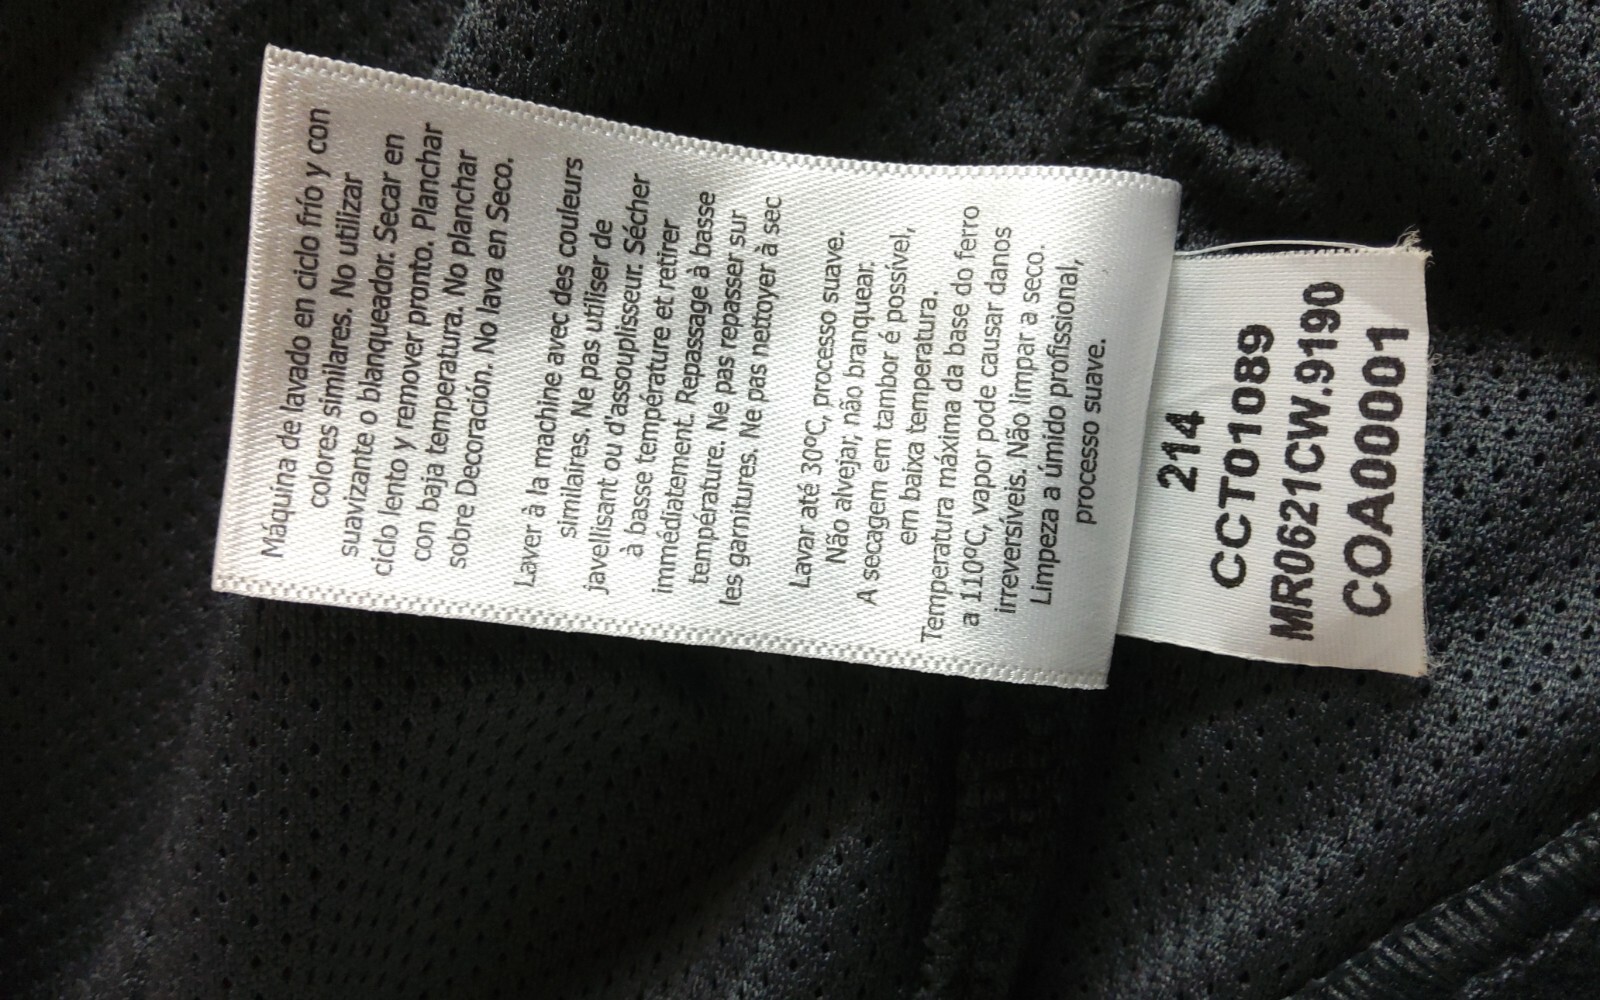 Máquina de lavado en ciclo frío y con
colores similares. No utilizar
suavizante o blanqueador. Secar en
ciclo lento y remover pronto. Planchar
con baja temperatura. No planchar
sobre Decoración. No lava en Seco.
Laver à la machine avec des couleurs
similaires. Ne pas utiliser de
javellisant ou d'assouplisseur. Sécher
à basse température et retirer
immédiatement. Repassage à basse
température. Ne pas repasser sur
les garnitures. Ne pas nettoyer à sec
Lavar até 30ºC, processo suave.
Não alvejar, não branquear.
A secagem em tambor é possível,
em baixa temperatura.
Temperatura máxima da base do ferro
a 110ºC, vapor pode causar danos
irreversíveis. Não limpar a seco.
Limpeza a úmido profissional,
processo suave.
214
CCT01089
MR0621CW.9190
COA00001